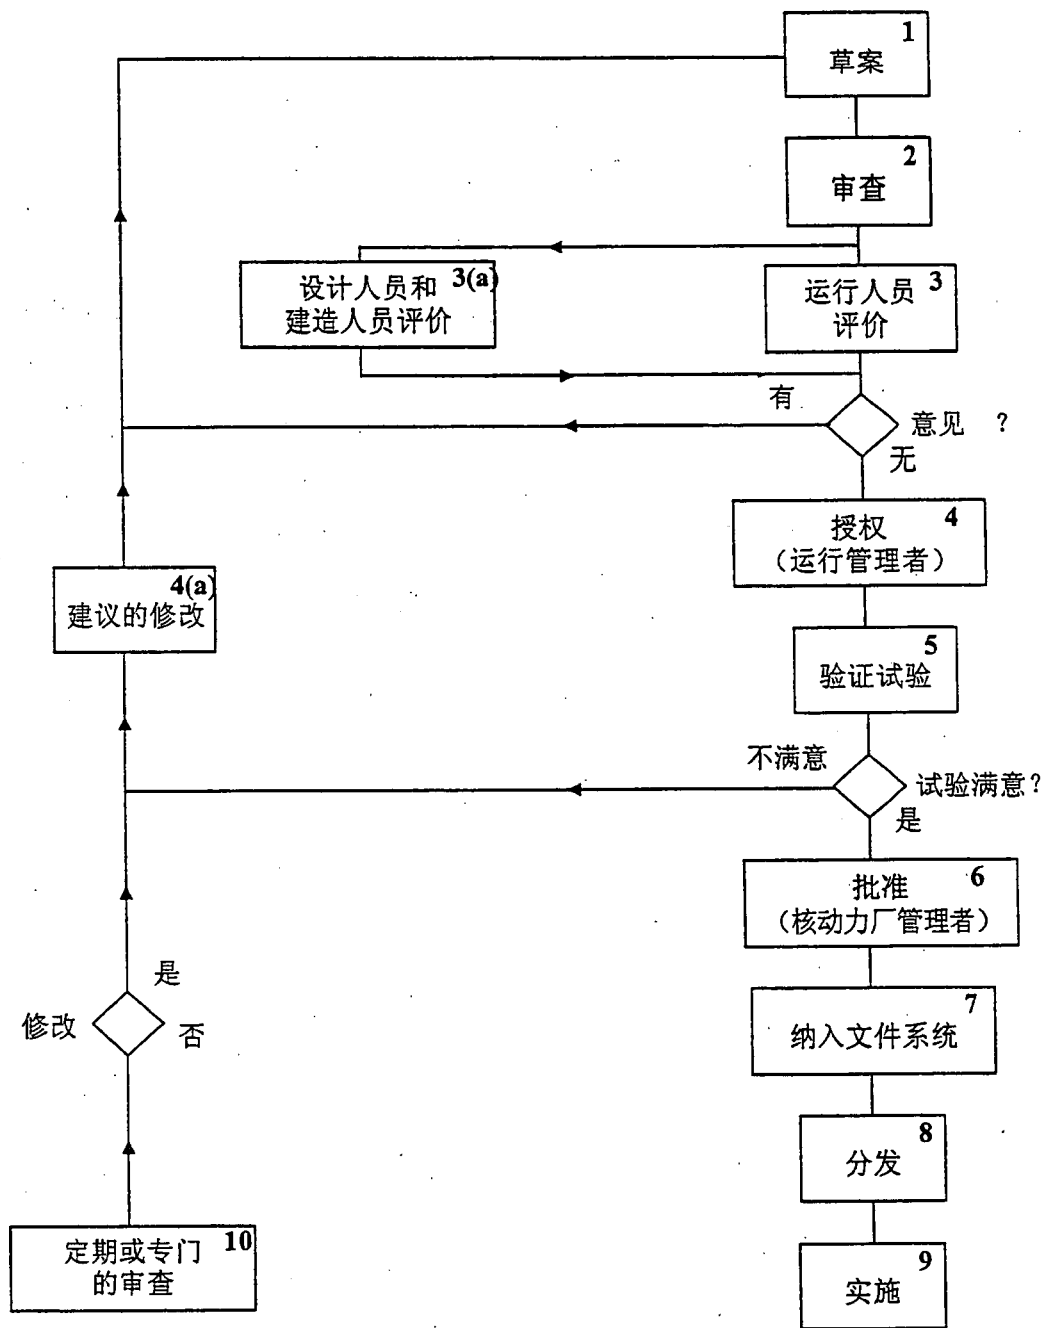 1
草案
2
审查
3(a)
设计人员和
建造人员评价
3
运行人员
评价
有
意见 ?
无
4
授权
(运行管理者)
4(a)
建议的修改
5
验证试验
不满意
试验满意?
是
6
批准
(核动力厂管理者)
7
纳入文件系统
是
修改
否
8
分发
10
定期或专门
的审查
9
实施